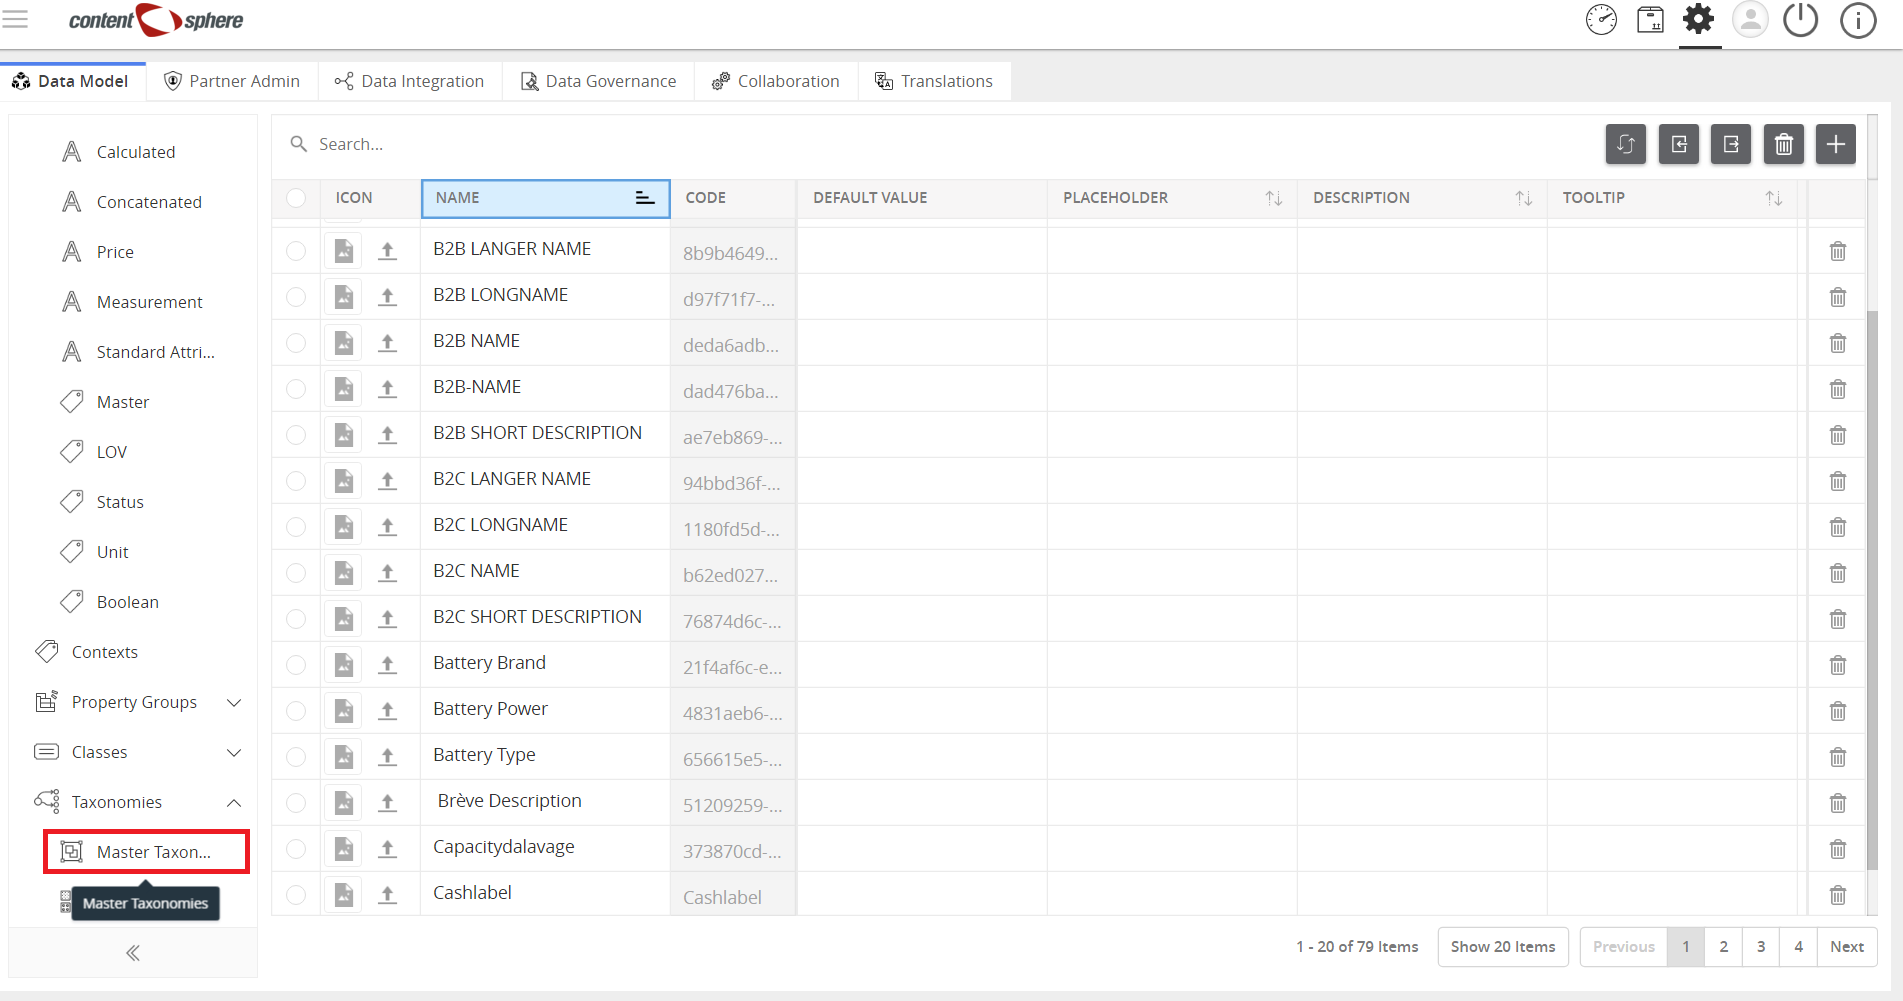 content sphere
Data Model
Partner Admin
Data Integration
Data Governance
Collaboration
Translations
Calculated
Concatenated
Price
Measurement
Standard Attri...
Master
LOV
Status
Unit
Boolean
Contexts
Property Groups
Classes
Taxonomies
Master Taxon...
Master Taxonomies
Search...
ICON NAME CODE DEFAULT VALUE PLACEHOLDER DESCRIPTION TOOLTIP
B2B LANGER NAME 8b9b4649...
B2B LONGNAME d97f71f7-...
B2B NAME deda6adb...
B2B-NAME dad476ba...
B2B SHORT DESCRIPTION ae7eb869-...
B2C LANGER NAME 94bbd36f-...
B2C LONGNAME 1180fd5d-...
B2C NAME b62ed027...
B2C SHORT DESCRIPTION 76874d6c-...
Battery Brand 21f4af6c-e...
Battery Power 4831aeb6-...
Battery Type 656615e5-...
Brève Description 51209259-...
Capacitydalavage 373870cd-...
Cashlabel Cashlabel
1 - 20 of 79 Items Show 20 Items Previous 1 2 3 4 Next